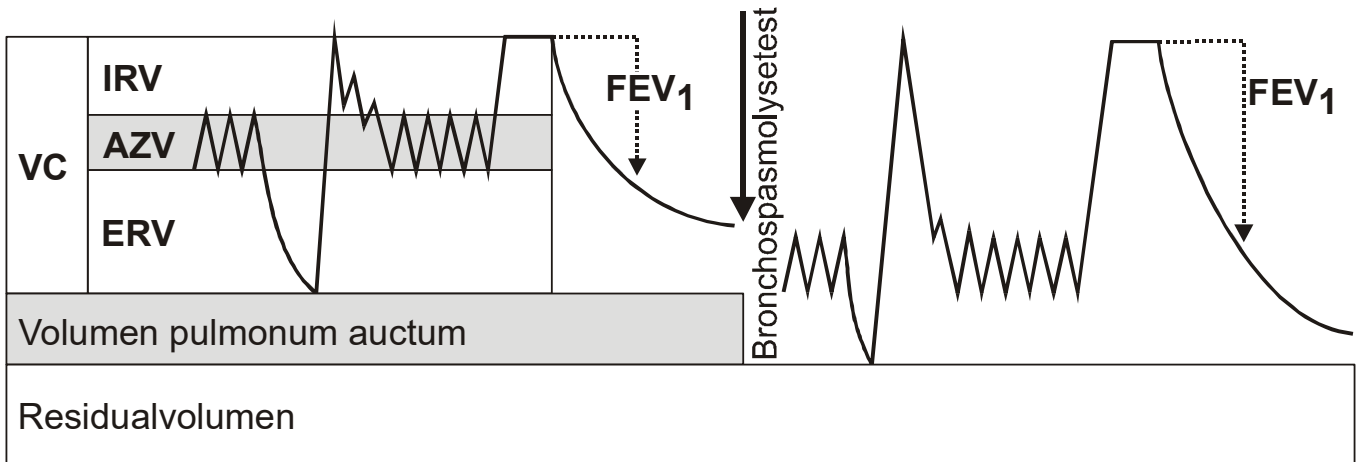 VC
IRV
AZV
ERV
FEV1
Bronchospasmolysetest
FEV1
Volumen pulmonum auctum
Residualvolumen